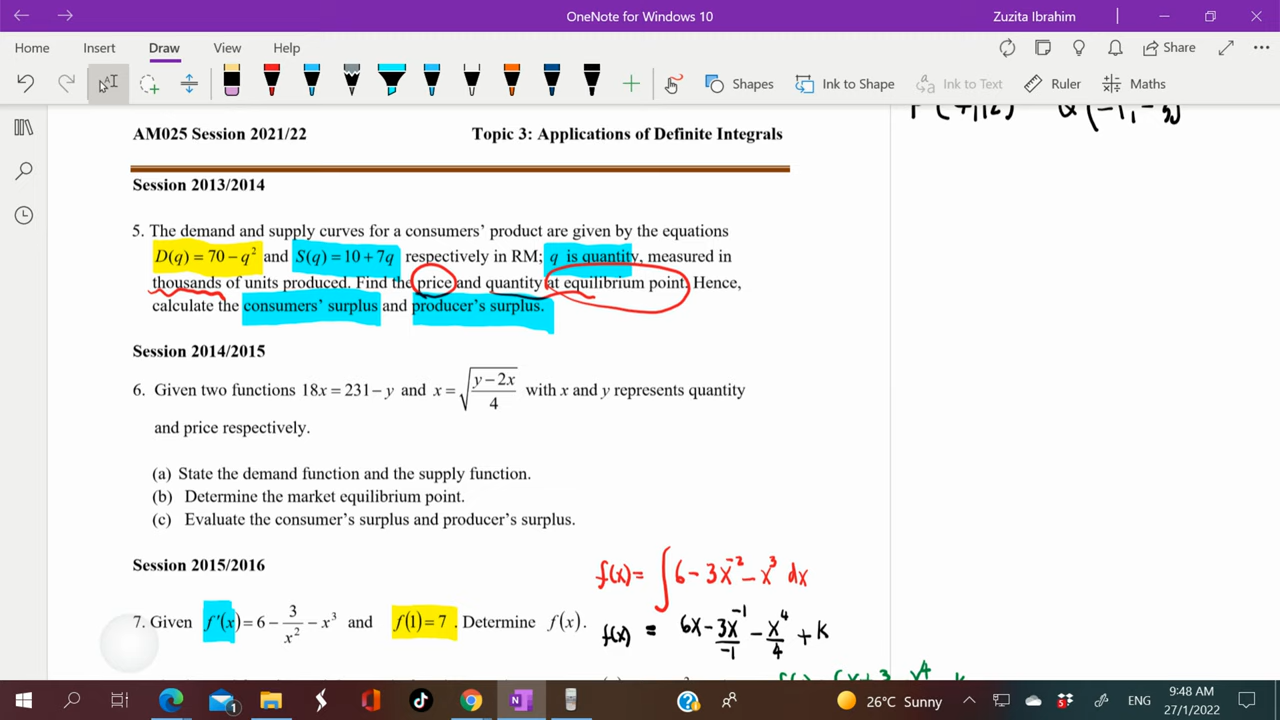 OneNote for Windows 10
Zuzita Ibrahim
Home Insert Draw View Help
Share
Shapes Ink to Shape Ink to Text Ruler Maths
AM025 Session 2021/22 Topic 3: Applications of Definite Integrals
Session 2013/2014
5. The demand and supply curves for a consumers' product are given by the equations
D(q) = 70 − q² and S(q) = 10 + 7q respectively in RM; q is quantity, measured in
thousands of units produced. Find the price and quantity at equilibrium point. Hence,
calculate the consumers' surplus and producer's surplus.
Session 2014/2015
6. Given two functions 18x = 231 − y and x = √((y − 2x)/4) with x and y represents quantity
and price respectively.
(a) State the demand function and the supply function.
(b) Determine the market equilibrium point.
(c) Evaluate the consumer's surplus and producer's surplus.
Session 2015/2016
f(x) = ∫ 6 − 3x⁻² − x³ dx
7. Given f'(x) = 6 − 3/x² − x³ and f(1) = 7. Determine f(x).
f(x) = 6x − 3x⁻¹/−1 − x⁴/4 + k
26°C Sunny
ENG
9:48 AM
27/1/2022